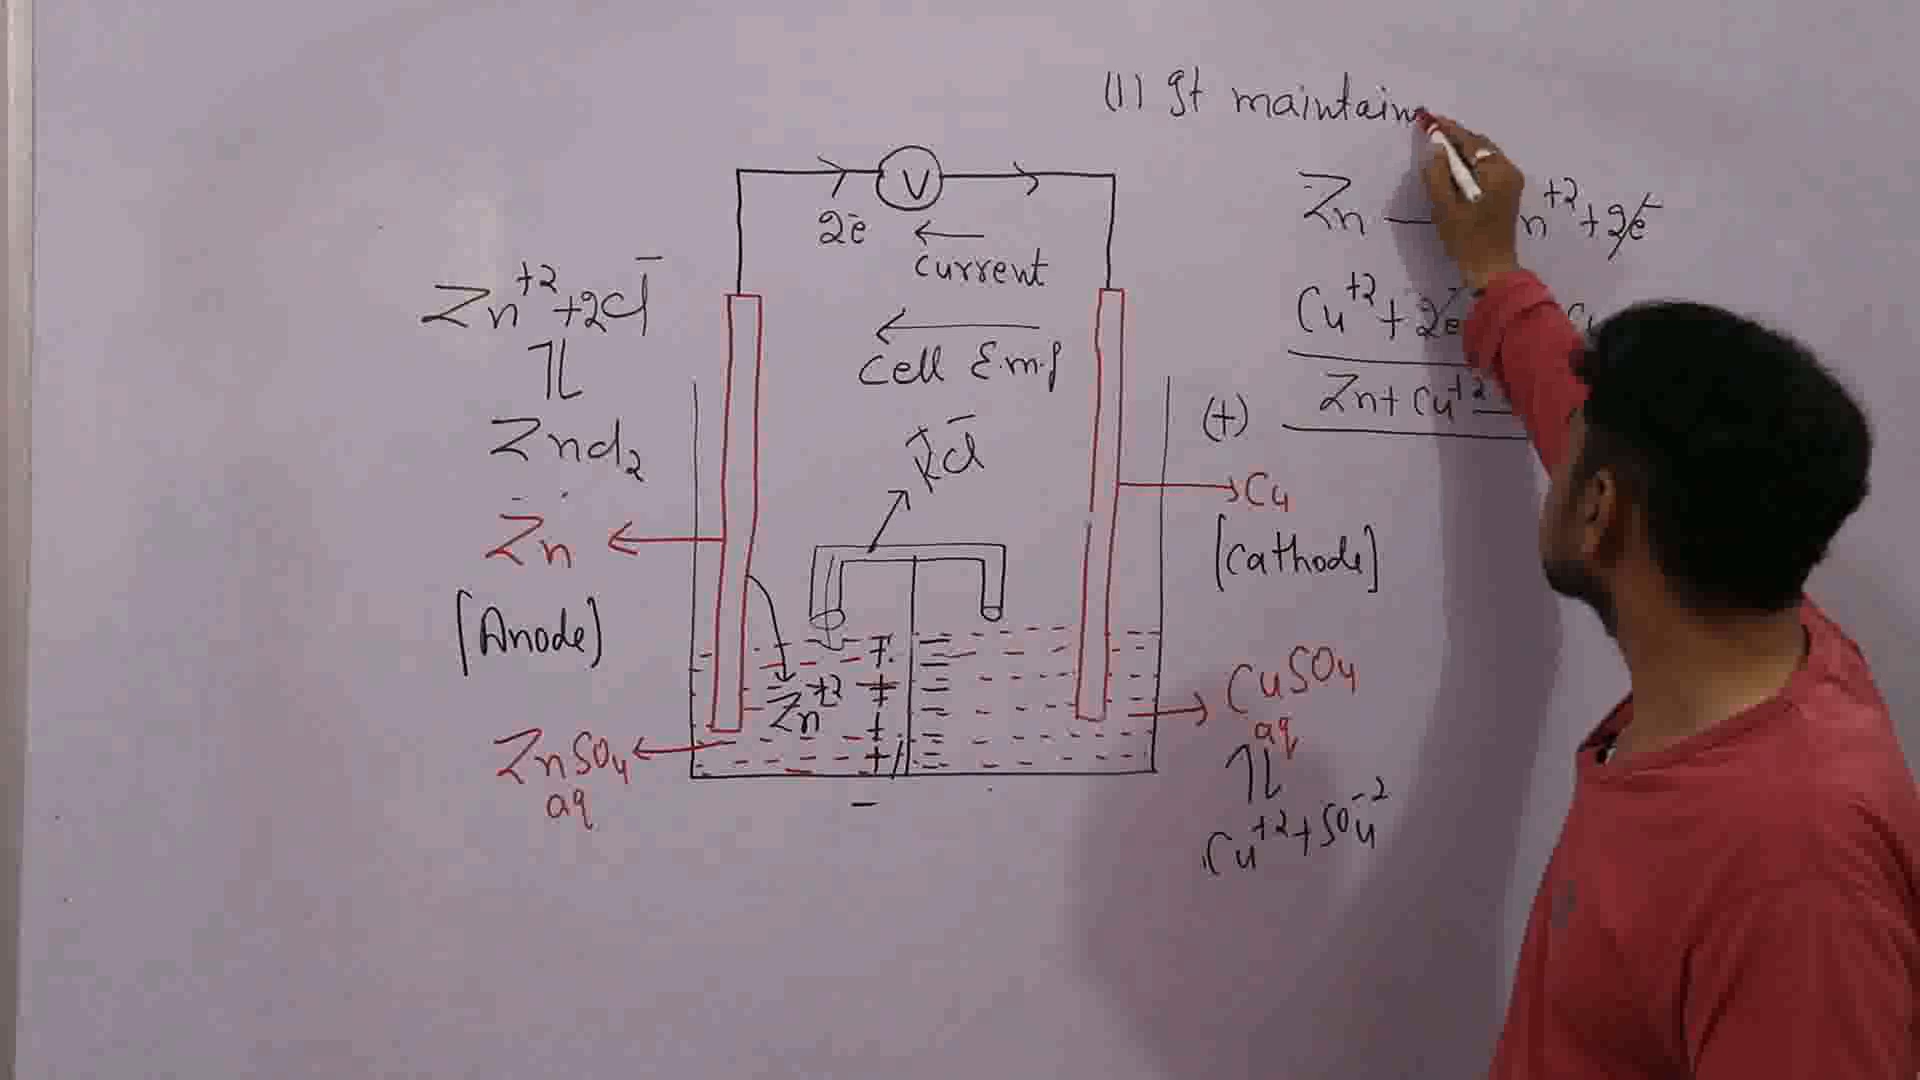 (1) It maintains
Zn — n+2 + 2e-
Cu+2 + 2e
Zn + Cu+2
V
2e-
current
Cell E.m.f
KCl
Zn+2 + 2Cl-
⇌
ZnCl2
Zn
[Anode]
ZnSO4
aq
Zn+2
+
+
+
+
-
(+)
Cu
[Cathode]
CuSO4
aq
⇌
Cu+2 + SO4-2